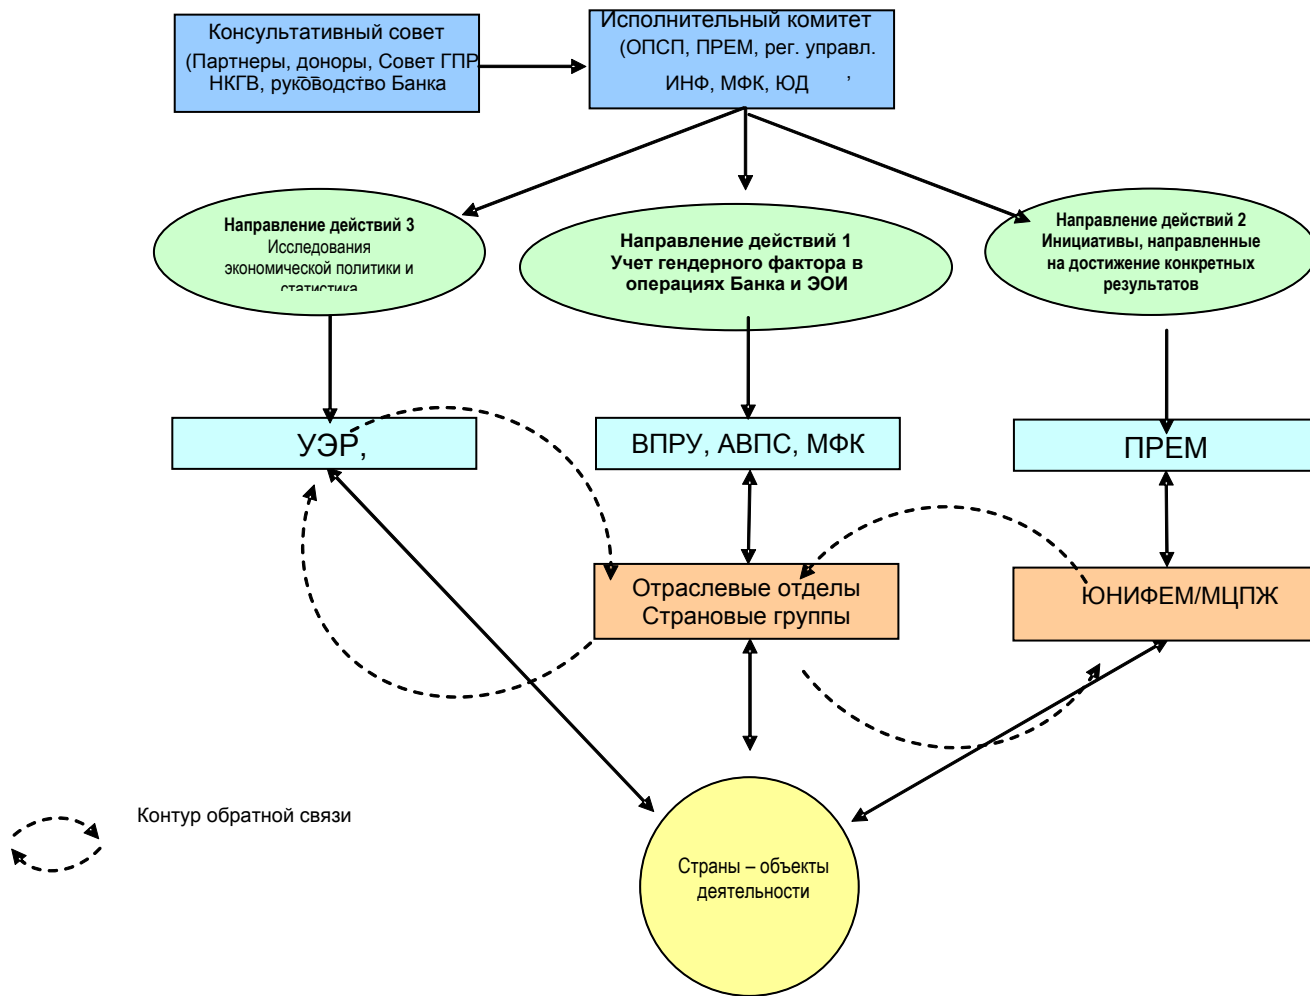 Консультативный совет
(Партнеры, доноры, Совет ГПР
НКГВ, руководство Банка
Исполнительный комитет
(ОПСП, ПРЕМ, рег. управл.
ИНФ, МФК, ЮД ,
Направление действий 3
Исследования
экономической политики и
статистика
Направление действий 1
Учет гендерного фактора в
операциях Банка и ЭОИ
Направление действий 2
Инициативы, направленные
на достижение конкретных
результатов
УЭР,
ВПРУ, АВПС, МФК
ПРЕМ
Отраслевые отделы
Страновые группы
ЮНИФЕМ/МЦПЖ
Контур обратной связи
Страны – объекты
деятельности